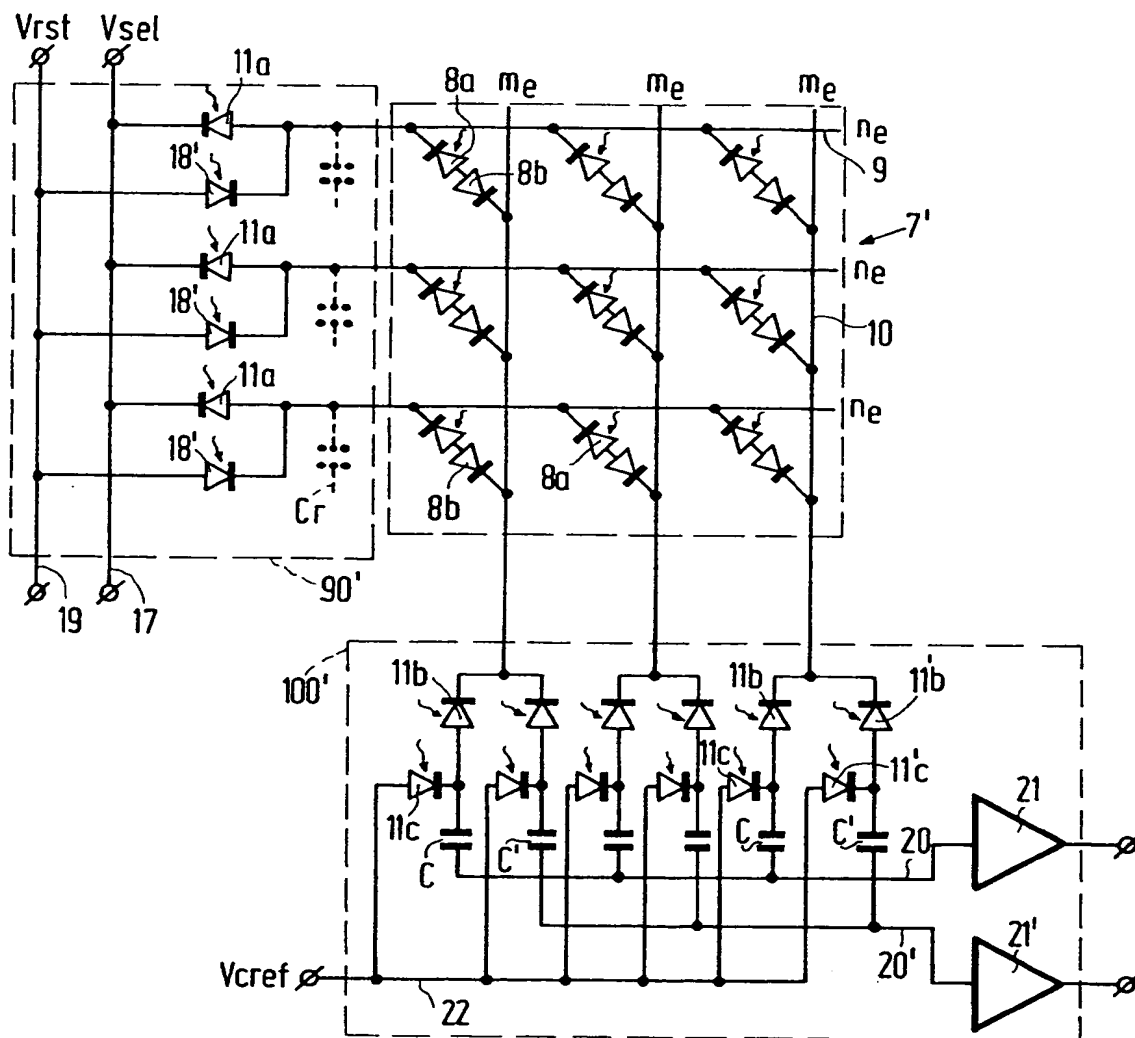 Vrst Vsel
11a 8a me me me
ne
9
18' 8b
7'
11a
ne
18'
10
11a
ne
18'
8a
8b
Cr
90'
19 17
100' 11b 11b 11'b
11c 11'c
11c
21
C C' C C' 20
21'
20'
Vcref
22